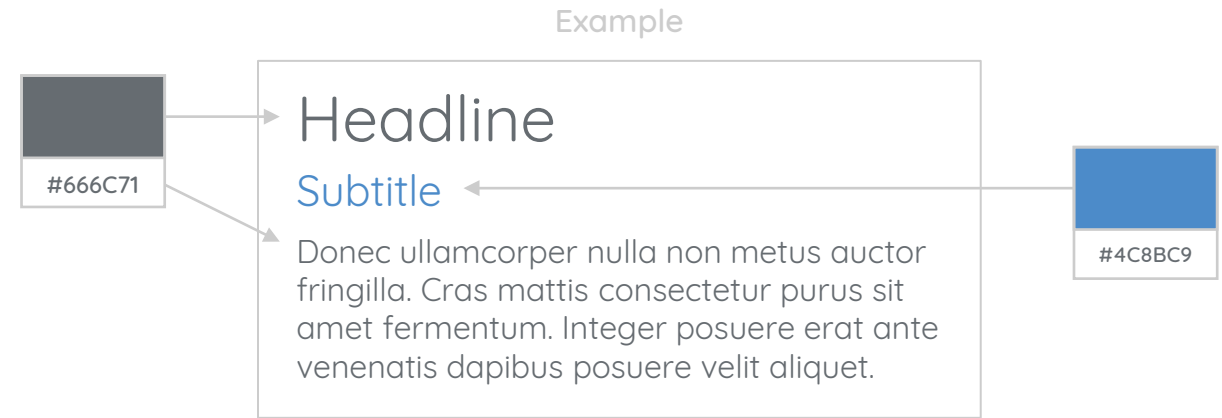 Example
Headline
#666C71
Subtitle
#4C8BC9
Donec ullamcorper nulla non metus auctor
fringilla. Cras mattis consectetur purus sit
amet fermentum. Integer posuere erat ante
venenatis dapibus posuere velit aliquet.